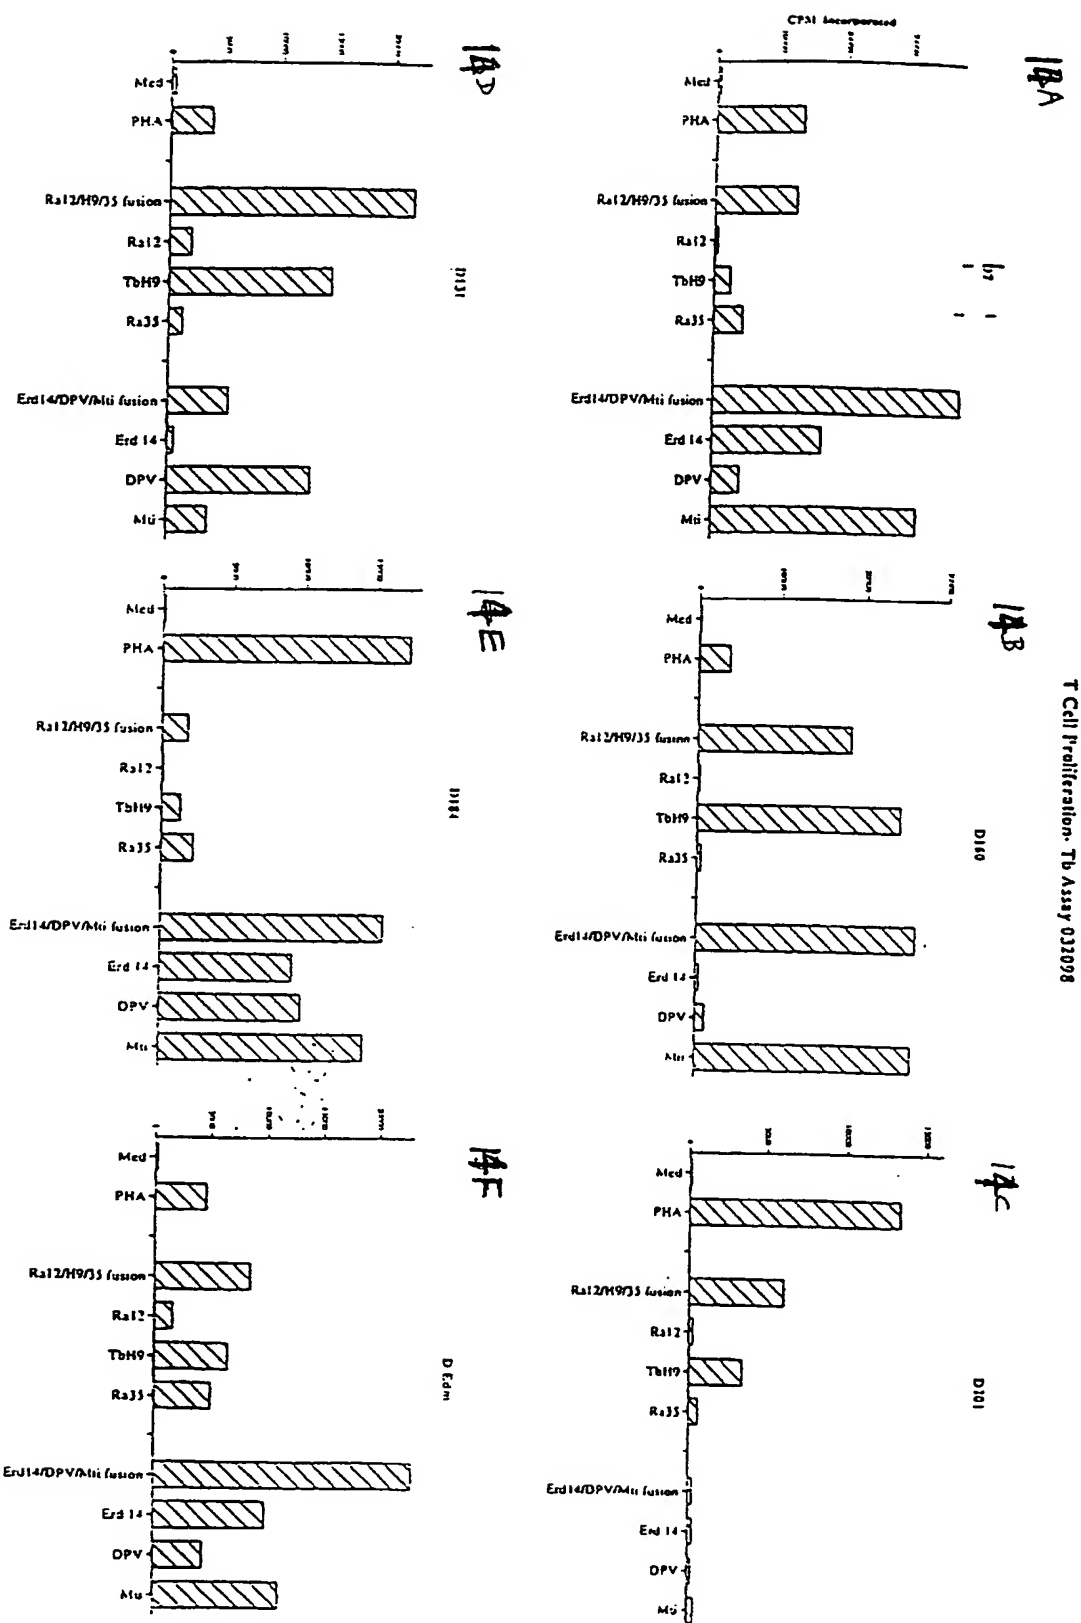 T Cell Proliferation- Tb Assay 032098
14A
D7
CPM Incorporated
Med
PHA
Ra12/H9/35 fusion
Ra12
TbH9
Ra35
Erd14/DPV/Mti fusion
Erd 14
DPV
Mti
14B
D160
Med
PHA
Ra12/H9/35 fusion
Ra12
TbH9
Ra35
Erd14/DPV/Mti fusion
Erd 14
DPV
Mti
14C
D201
Med
PHA
Ra12/H9/35 fusion
Ra12
TbH9
Ra35
Erd14/DPV/Mti fusion
Erd 14
DPV
Mti
14D
D131
Med
PHA
Ra12/H9/35 fusion
Ra12
TbH9
Ra35
Erd14/DPV/Mti fusion
Erd 14
DPV
Mti
14E
D184
Med
PHA
Ra12/H9/35 fusion
Ra12
TbH9
Ra35
Erd14/DPV/Mti fusion
Erd 14
DPV
Mti
14F
D Edm
Med
PHA
Ra12/H9/35 fusion
Ra12
TbH9
Ra35
Erd14/DPV/Mti fusion
Erd 14
DPV
Mti